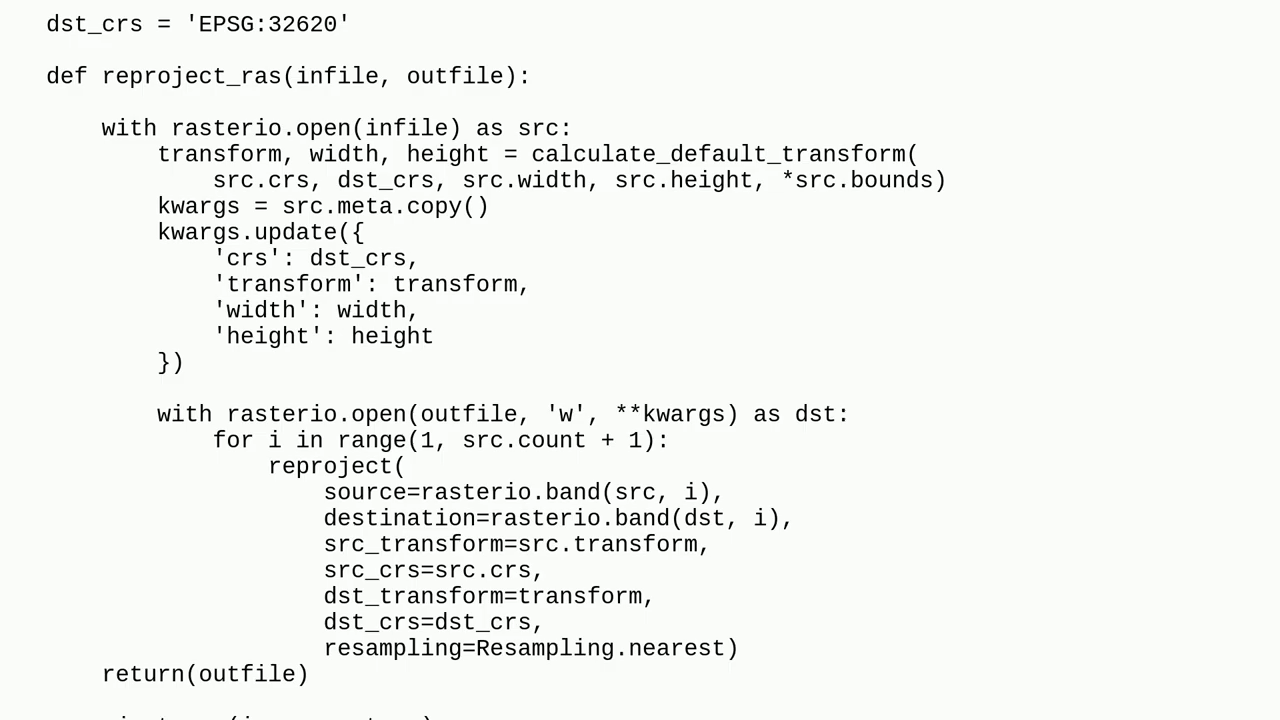 dst_crs = 'EPSG:32620'
def reproject_ras(infile, outfile):
with rasterio.open(infile) as src:
transform, width, height = calculate_default_transform(
src.crs, dst_crs, src.width, src.height, *src.bounds)
kwargs = src.meta.copy()
kwargs.update({
'crs': dst_crs,
'transform': transform,
'width': width,
'height': height
})
with rasterio.open(outfile, 'w', **kwargs) as dst:
for i in range(1, src.count + 1):
reproject(
source=rasterio.band(src, i),
destination=rasterio.band(dst, i),
src_transform=src.transform,
src_crs=src.crs,
dst_transform=transform,
dst_crs=dst_crs,
resampling=Resampling.nearest)
return(outfile)